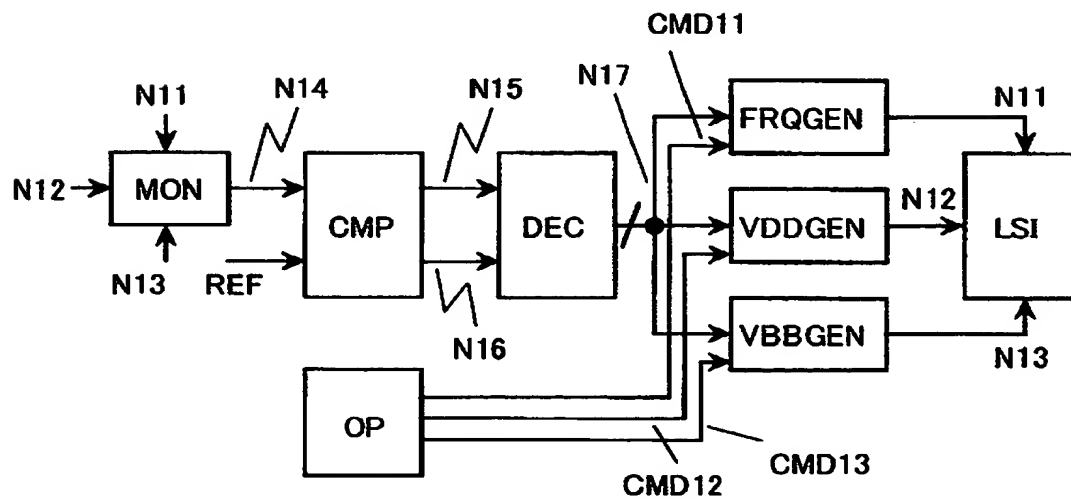 CMD11
N17
N11
N14
N15
FRQGEN
N11
N12
MON
CMP
DEC
VDDGEN
N12
LSI
N13
REF
N16
VBBGEN
N13
OP
CMD12
CMD13